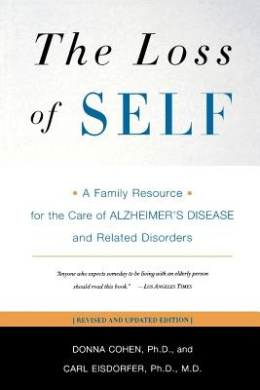 The Loss
of SELF
• A Family Resource •
for the Care of ALZHEIMER'S DISEASE
and Related Disorders
"Anyone who expects someday to be living with an elderly person
should read this book." – LOS ANGELES TIMES
[ REVISED AND UPDATED EDITION ]
DONNA COHEN, Ph.D., and
CARL EISDORFER, Ph.D., M.D.